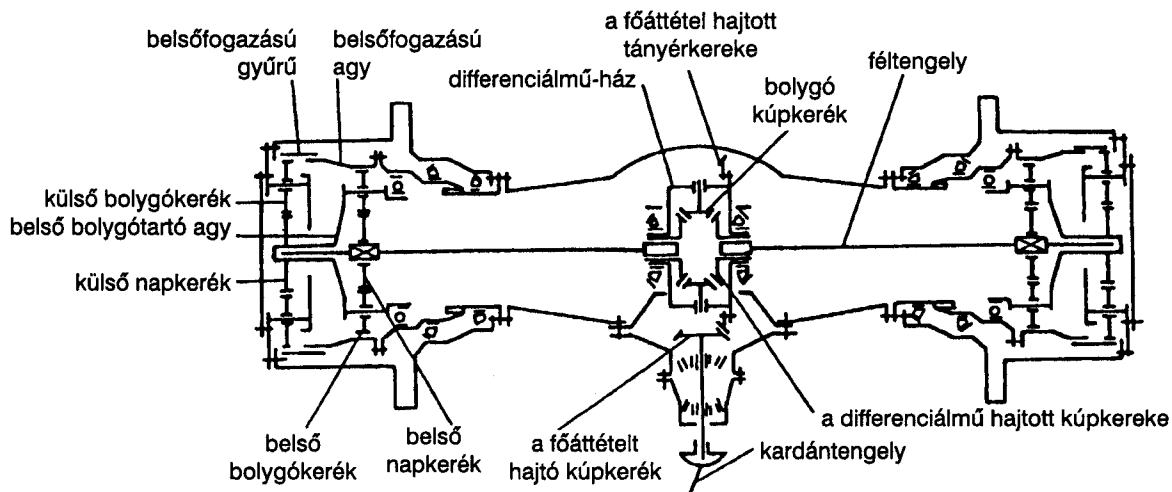 belsőfogazású
gyűrű
belsőfogazású
agy
a főáttétel hajtott
tányérkereke
differenciálmű-ház
bolygó
kúpkerék
féltengely
külső bolygókerék
belső bolygótartó agy
külső napkerék
belső
bolygókerék
belső
napkerék
a főáttételt
hajtó kúpkerék
kardántengely
a differenciálmű hajtott kúpkereke